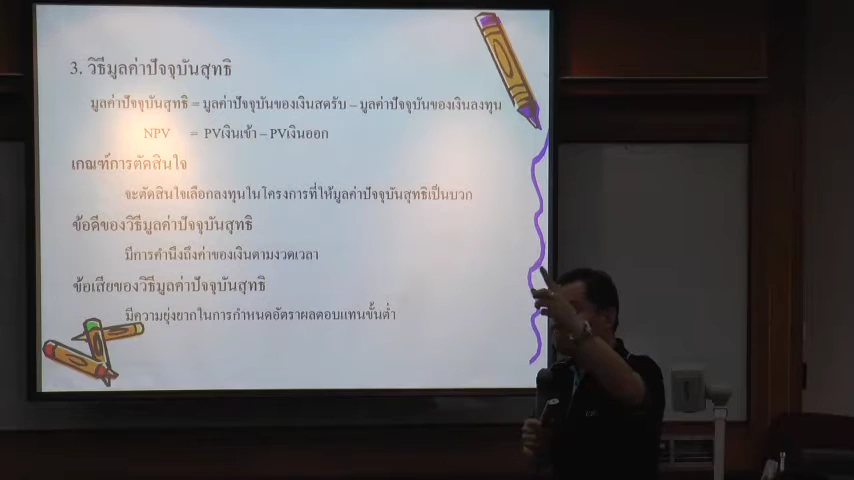 3. วิธีมูลค่าปัจจุบันสุทธิ
มูลค่าปัจจุบันสุทธิ = มูลค่าปัจจุบันของเงินสดรับ – มูลค่าปัจจุบันของเงินลงทุน
NPV = PVเงินเข้า – PVเงินออก
เกณฑ์การตัดสินใจ
จะตัดสินใจเลือกลงทุนในโครงการที่ให้มูลค่าปัจจุบันสุทธิเป็นบวก
ข้อดีของวิธีมูลค่าปัจจุบันสุทธิ
มีการคำนึงถึงค่าของเงินตามงวดเวลา
ข้อเสียของวิธีมูลค่าปัจจุบันสุทธิ
มีความยุ่งยากในการกำหนดอัตราผลตอบแทนขั้นต่ำ